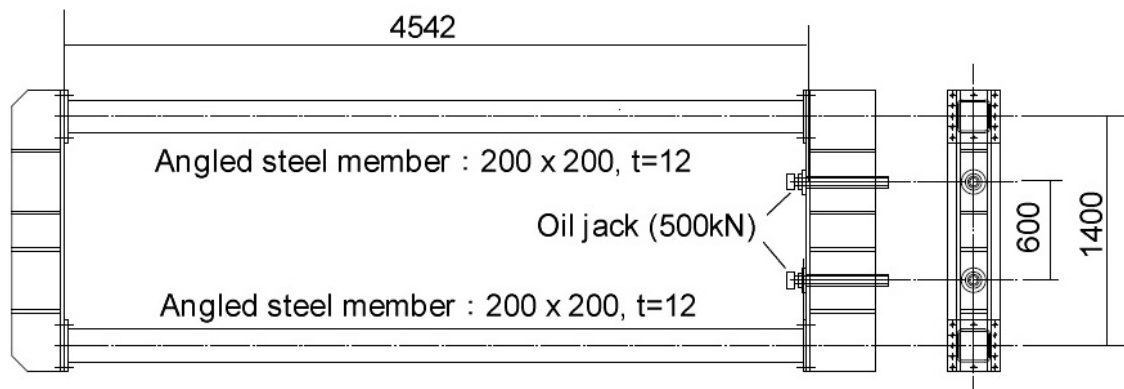 4542
Angled steel member : 200 x 200, t=12
Oil jack (500kN)
600
1400
Angled steel member : 200 x 200, t=12